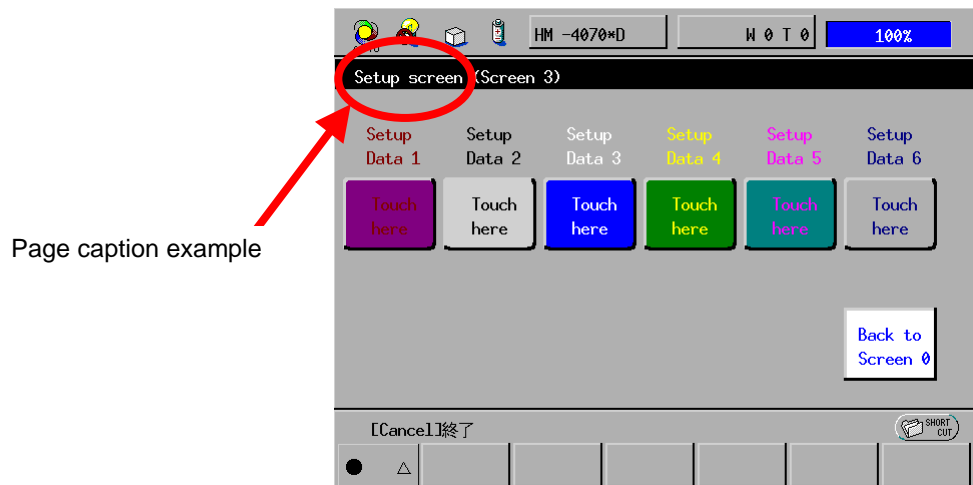 HM -4070*D
W 0 T 0
100%
Setup screen (Screen 3)
Setup Data 1
Setup Data 2
Setup Data 3
Setup Data 4
Setup Data 5
Setup Data 6
Touch here
Touch here
Touch here
Touch here
Touch here
Touch here
Page caption example
Back to
Screen 0
[Cancel]終了
SHORT
CUT